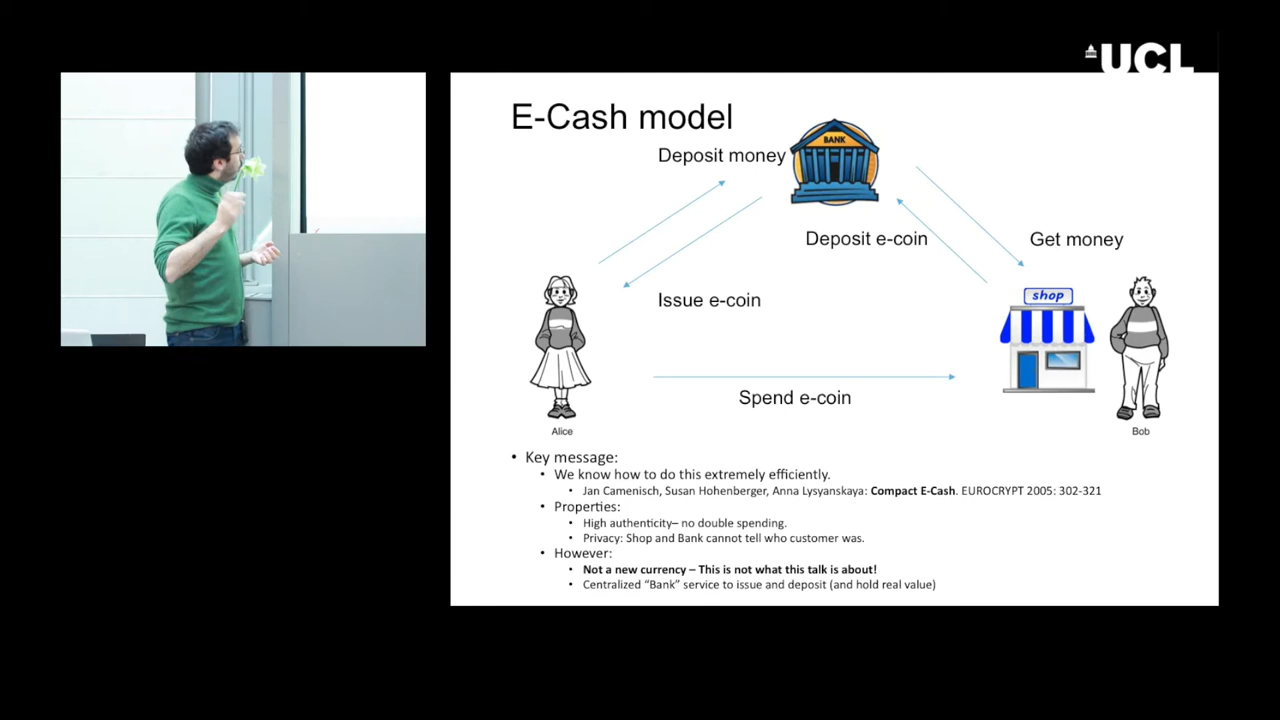 UCL
E-Cash model
BANK
Deposit money
Deposit e-coin
Get money
Issue e-coin
shop
Spend e-coin
Alice
Bob
• Key message:
• We know how to do this extremely efficiently.
• Jan Camenisch, Susan Hohenberger, Anna Lysyanskaya: Compact E-Cash. EUROCRYPT 2005: 302-321
• Properties:
• High authenticity– no double spending.
• Privacy: Shop and Bank cannot tell who customer was.
• However:
• Not a new currency – This is not what this talk is about!
• Centralized “Bank” service to issue and deposit (and hold real value)